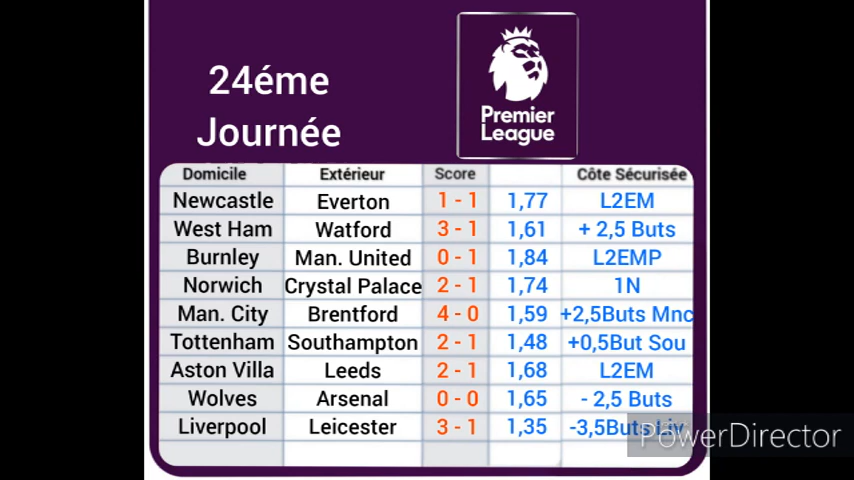 24éme
Journée
Premier
League
Domicile Extérieur Score Côte Sécurisée
Newcastle Everton 1 - 1 1,77 L2EM
West Ham Watford 3 - 1 1,61 + 2,5 Buts
Burnley Man. United 0 - 1 1,84 L2EMP
Norwich Crystal Palace 2 - 1 1,74 1N
Man. City Brentford 4 - 0 1,59 +2,5Buts Mnc
Tottenham Southampton 2 - 1 1,48 +0,5But Sou
Aston Villa Leeds 2 - 1 1,68 L2EM
Wolves Arsenal 0 - 0 1,65 - 2,5 Buts
Liverpool Leicester 3 - 1 1,35 -3,5Buts Liv
PowerDirector